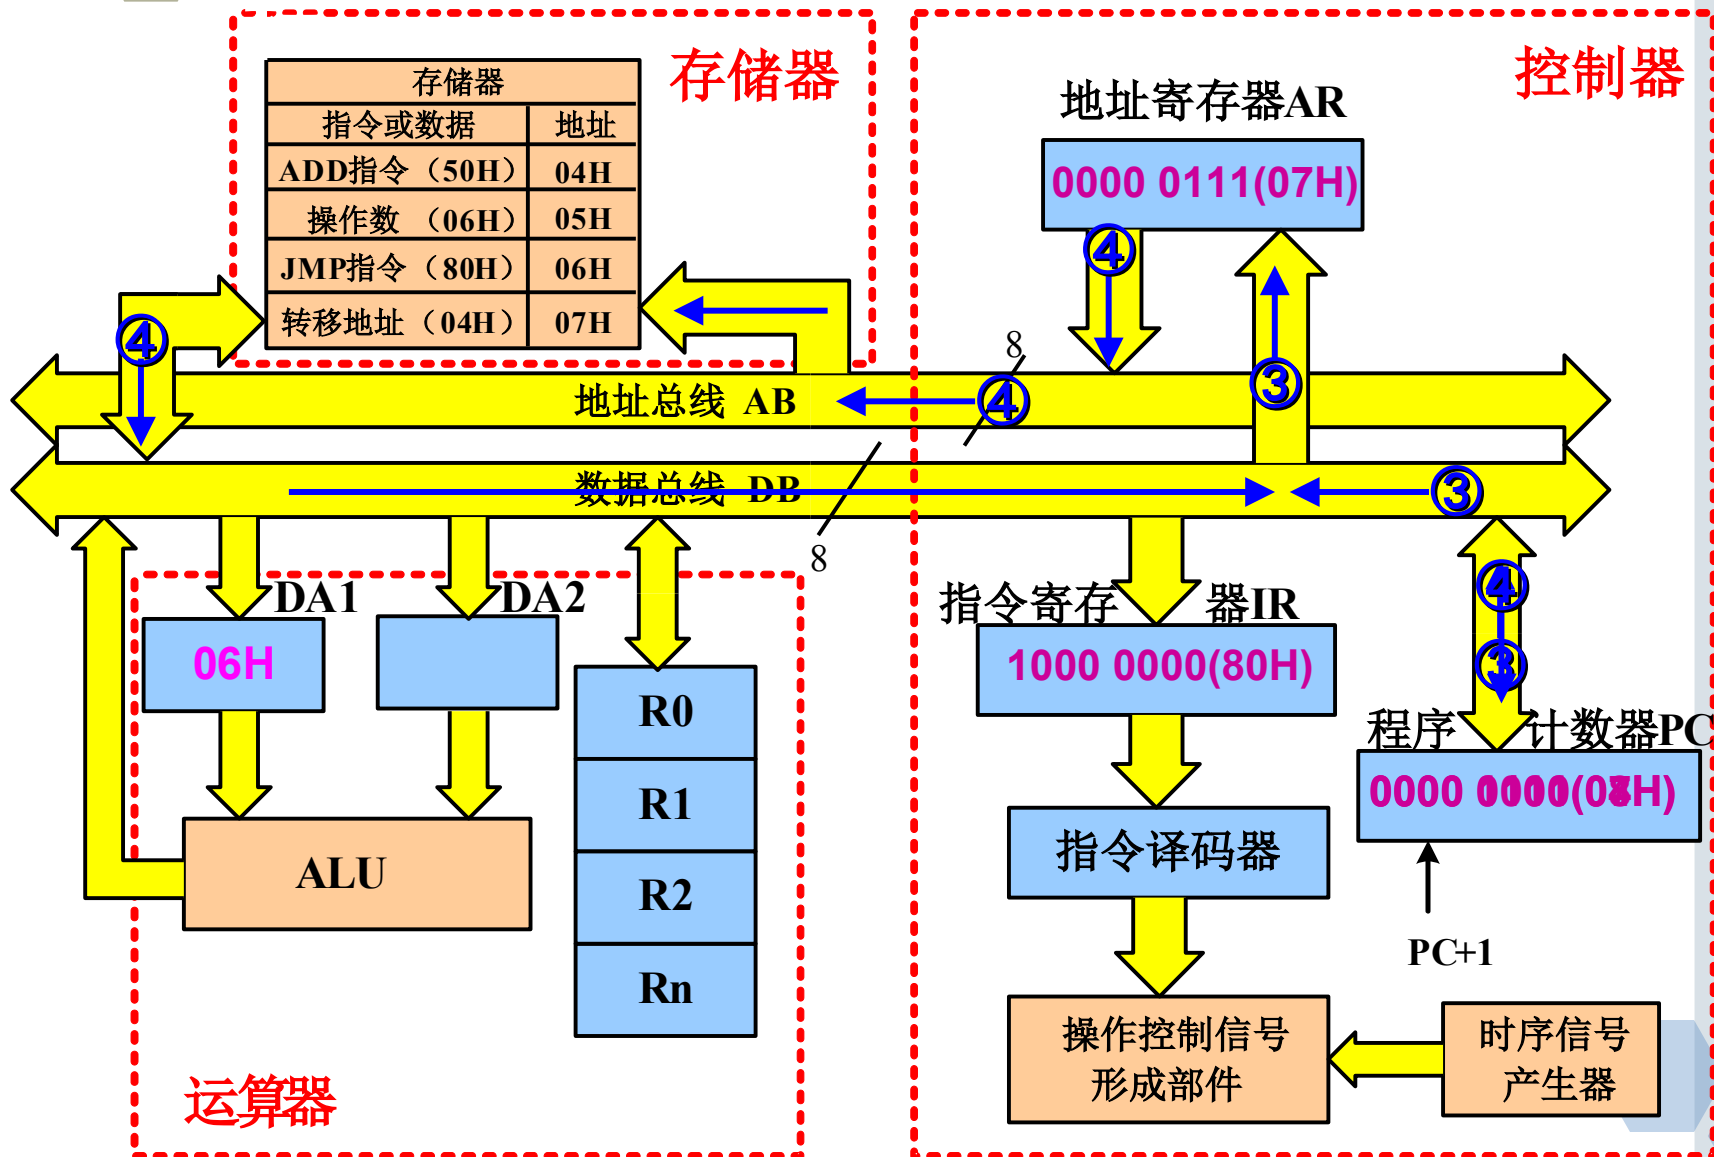 存储器
控制器
存储器
指令或数据 地址
ADD指令（50H） 04H
操作数 （06H） 05H
JMP指令（80H） 06H
转移地址（04H） 07H
地址寄存器AR
0000 0111(07H)
④
④
③
8
地址总线 AB
④
数据总线 DB
③
8
DA1
DA2
06H
指令寄存 器IR
1000 0000(80H)
④
③
程序 计数器PC
0000
PC+1
R0
R1
R2
Rn
ALU
指令译码器
操作控制信号
形成部件
时序信号
产生器
运算器